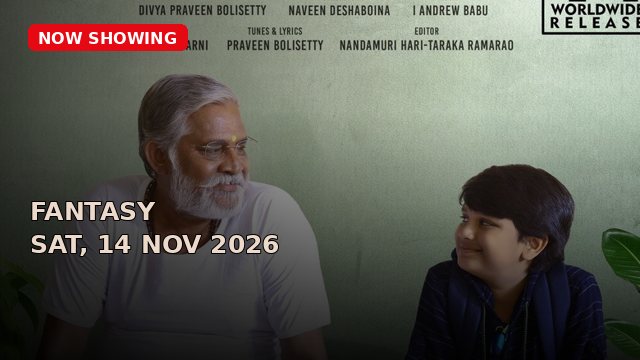 DIVYA PRAVEEN BOLISETTY NAVEEN DESHABOINA I ANDREW BABU
WORLDWIDE
RELEASE
NOW SHOWING
TUNES & LYRICS EDITOR
PRAVEEN BOLISETTY NANDAMURI HARI-TARAKA RAMARAO
FANTASY
SAT, 14 NOV 2026